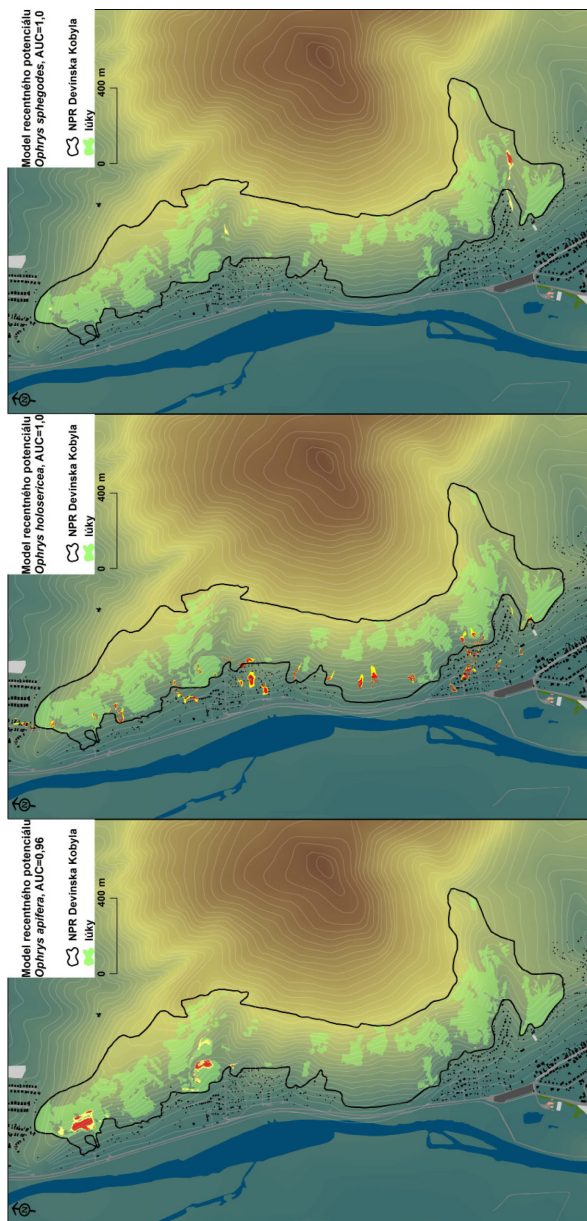 N
Model recentného potenciálu
Ophrys apifera, AUC=0,96
NPR Devínska Kobyla
lúky
0 400 m
N
Model recentného potenciálu
Ophrys holosericea, AUC=1,0
NPR Devínska Kobyla
lúky
0 400 m
N
Model recentného potenciálu
Ophrys sphegodes, AUC=1,0
NPR Devínska Kobyla
lúky
0 400 m